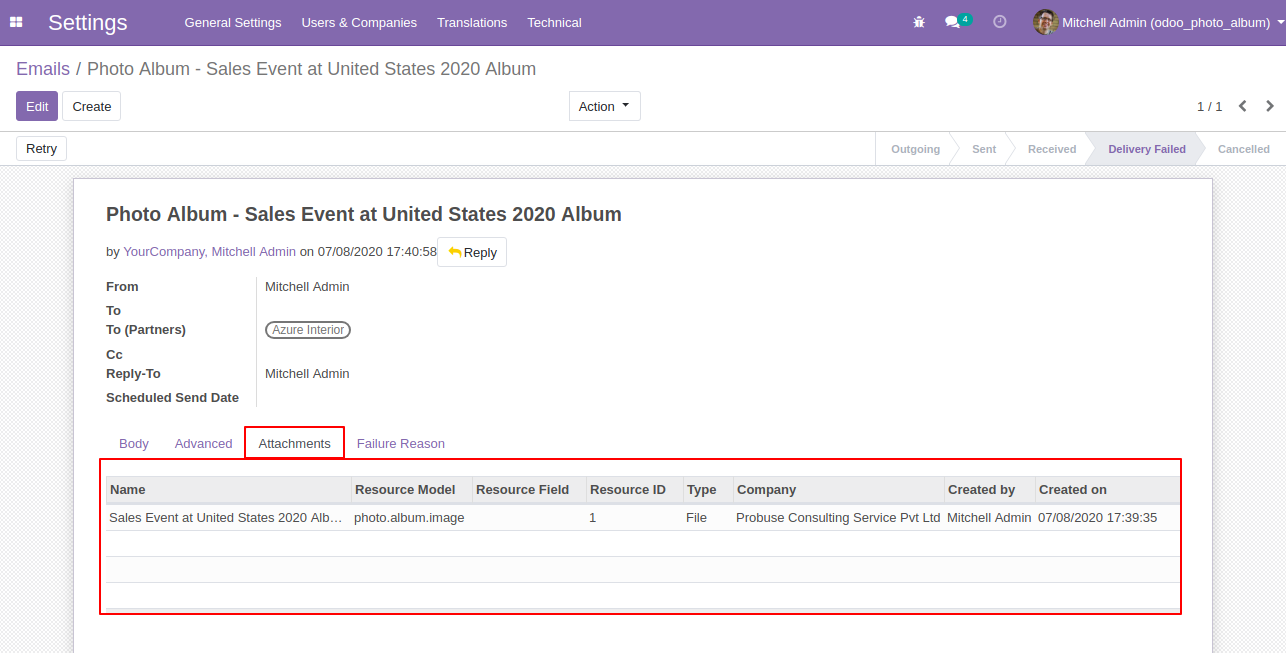 Settings General Settings Users & Companies Translations Technical 4 Mitchell Admin (odoo_photo_album)
Emails / Photo Album - Sales Event at United States 2020 Album
Edit Create Action 1 / 1
Retry Outgoing Sent Received Delivery Failed Cancelled
Photo Album - Sales Event at United States 2020 Album
by YourCompany, Mitchell Admin on 07/08/2020 17:40:58 Reply
From Mitchell Admin
To
To (Partners) Azure Interior
Cc
Reply-To Mitchell Admin
Scheduled Send Date
Body Advanced Attachments Failure Reason
Name Resource Model Resource Field Resource ID Type Company Created by Created on
Sales Event at United States 2020 Alb... photo.album.image 1 File Probuse Consulting Service Pvt Ltd Mitchell Admin 07/08/2020 17:39:35